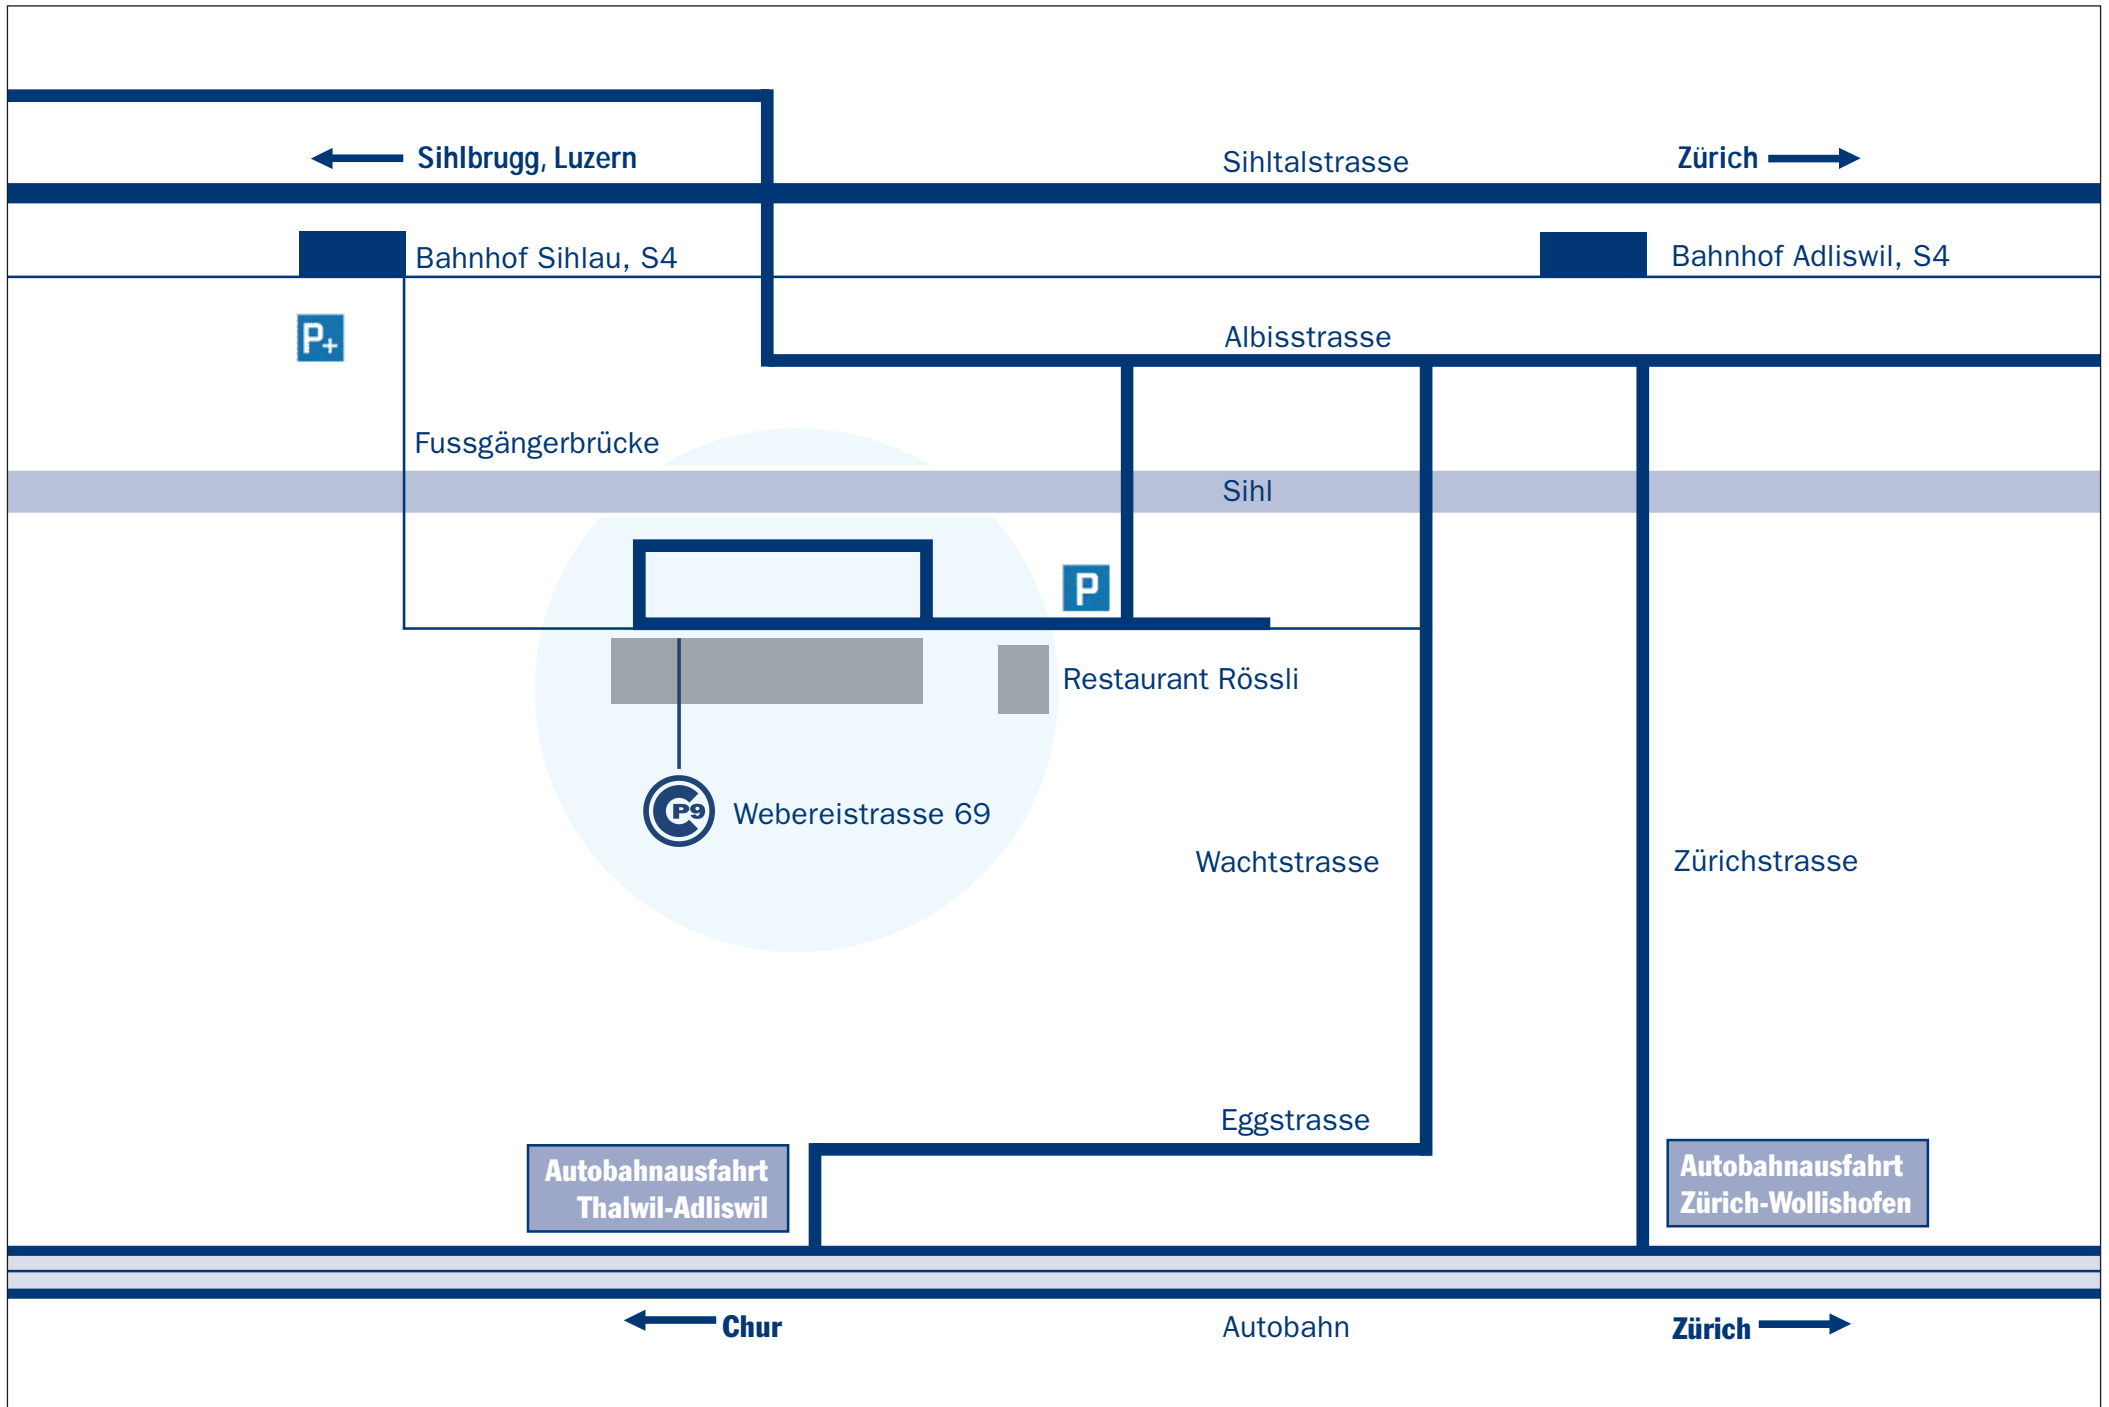 Sihlbrugg, Luzern
Sihltalstrasse
Zürich
Bahnhof Sihlau, S4
Bahnhof Adliswil, S4
P+
Albisstrasse
Fussgängerbrücke
Sihl
P
Restaurant Rössli
CP9
Webereistrasse 69
Wachtstrasse
Zürichstrasse
Eggstrasse
Autobahnausfahrt
Thalwil-Adliswil
Autobahnausfahrt
Zürich-Wollishofen
Chur
Autobahn
Zürich